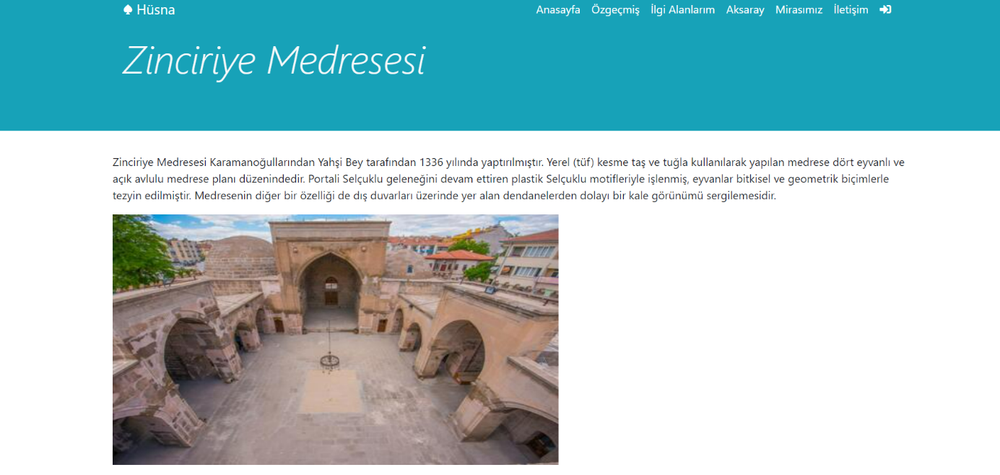 Hüsna
Anasayfa Özgeçmiş İlgi Alanlarım Aksaray Mirasımız İletişim
Zinciriye Medresesi
Zinciriye Medresesi Karamanoğullarından Yahşi Bey tarafından 1336 yılında yaptırılmıştır. Yerel (tüf) kesme taş ve tuğla kullanılarak yapılan medrese dört eyvanlı ve
açık avlulu medrese planı düzenindedir. Portali Selçuklu geleneğini devam ettiren plastik Selçuklu motifleriyle işlenmiş, eyvanlar bitkisel ve geometrik biçimlerle
tezyin edilmiştir. Medresenin diğer bir özelliği de dış duvarları üzerinde yer alan dendanelerden dolayı bir kale görünümü sergilemesidir.